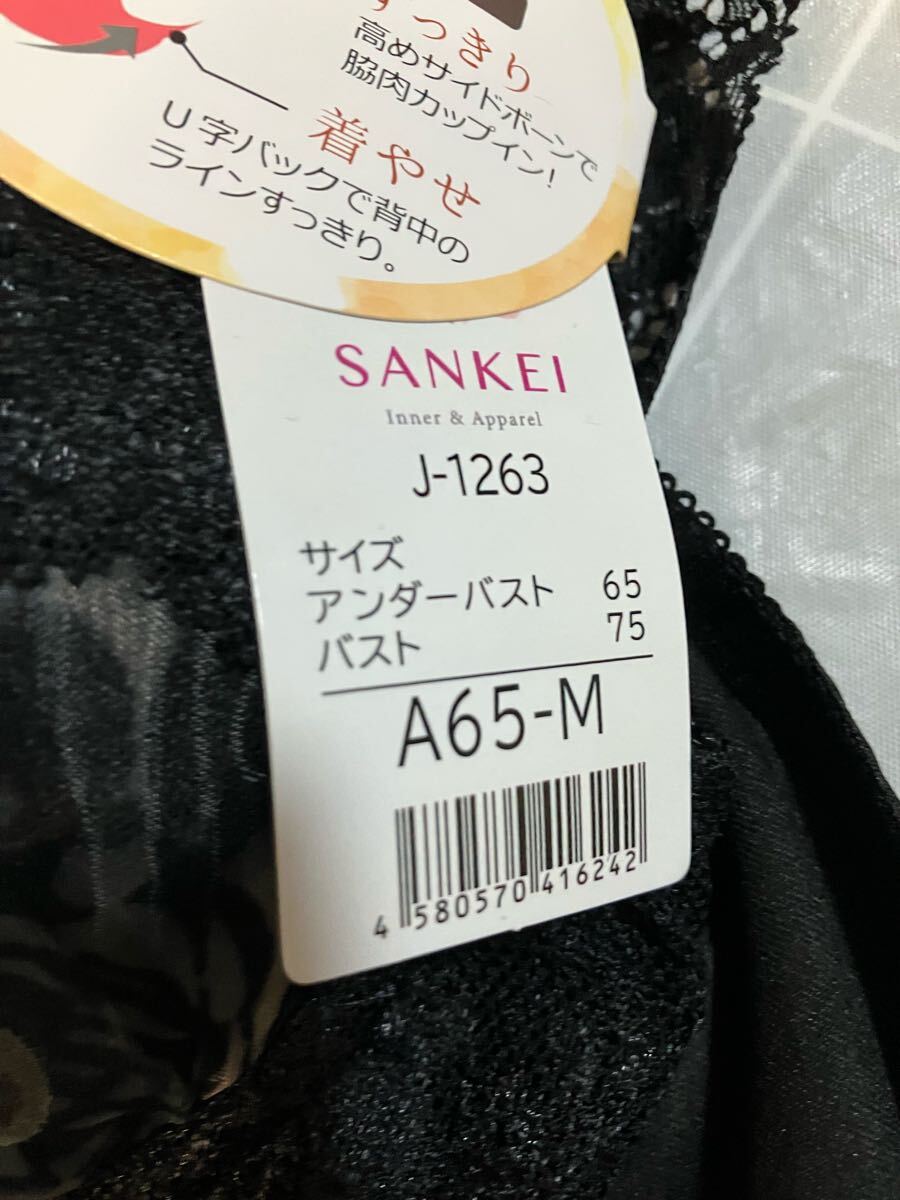 すっきり
高めサイドボーンで
脇肉カップイン!
着やせ
U字バックで背中の
ラインすっきり。
SANKEI
Inner & Apparel
J-1263
サイズ
アンダーバスト 65
バスト 75
A65-M
4 580570 416242